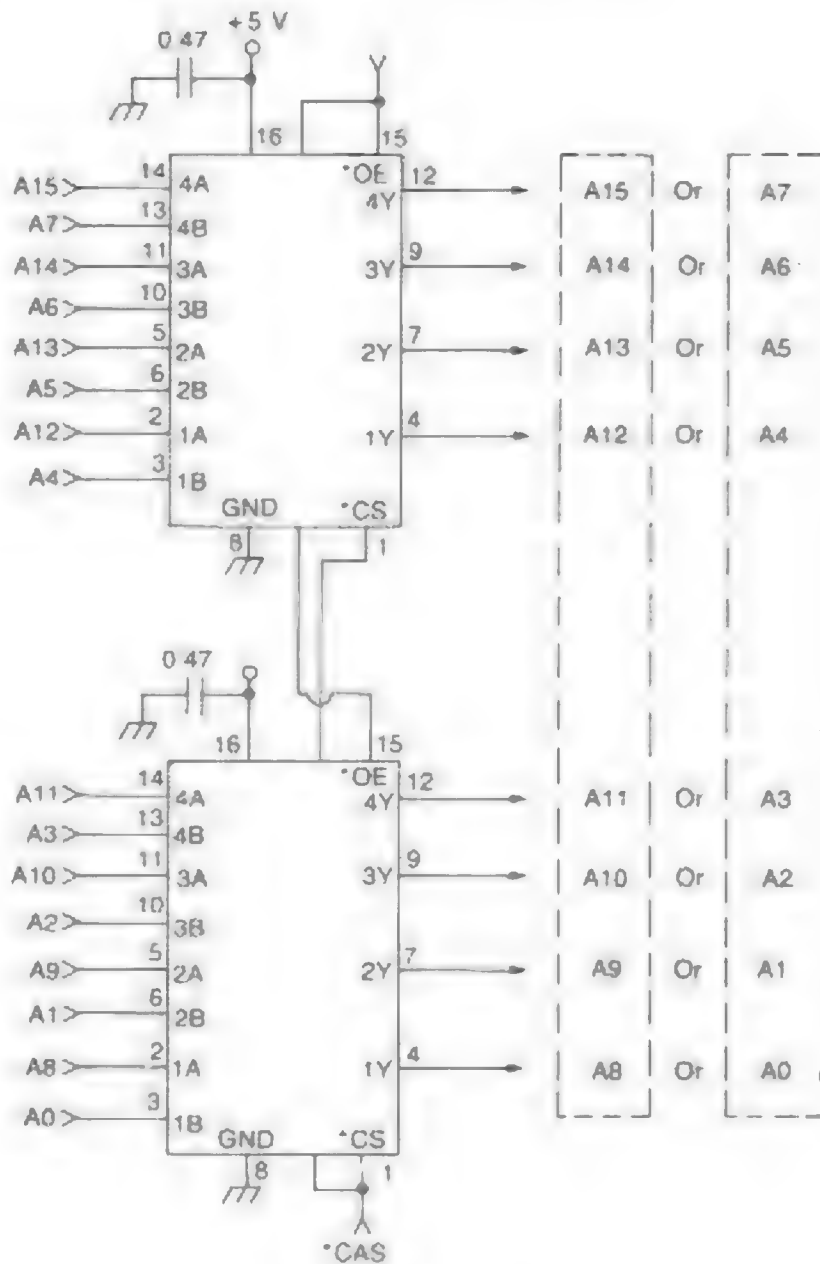 +5 V
0.47
16
15
*OE
A15 14 4A
4Y 12 A15 Or A7
A7 13 4B
A14 11 3A
3Y 9 A14 Or A6
A6 10 3B
A13 5 2A
2Y 7 A13 Or A5
A5 6 2B
A12 2 1A
1Y 4 A12 Or A4
A4 3 1B
GND *CS
8 1
0.47
16
15
*OE
A11 14 4A
4Y 12 A11 Or A3
A3 13 4B
A10 11 3A
3Y 9 A10 Or A2
A2 10 3B
A9 5 2A
2Y 7 A9 Or A1
A1 6 2B
A8 2 1A
1Y 4 A8 Or A0
A0 3 1B
GND *CS
8 1
*CAS